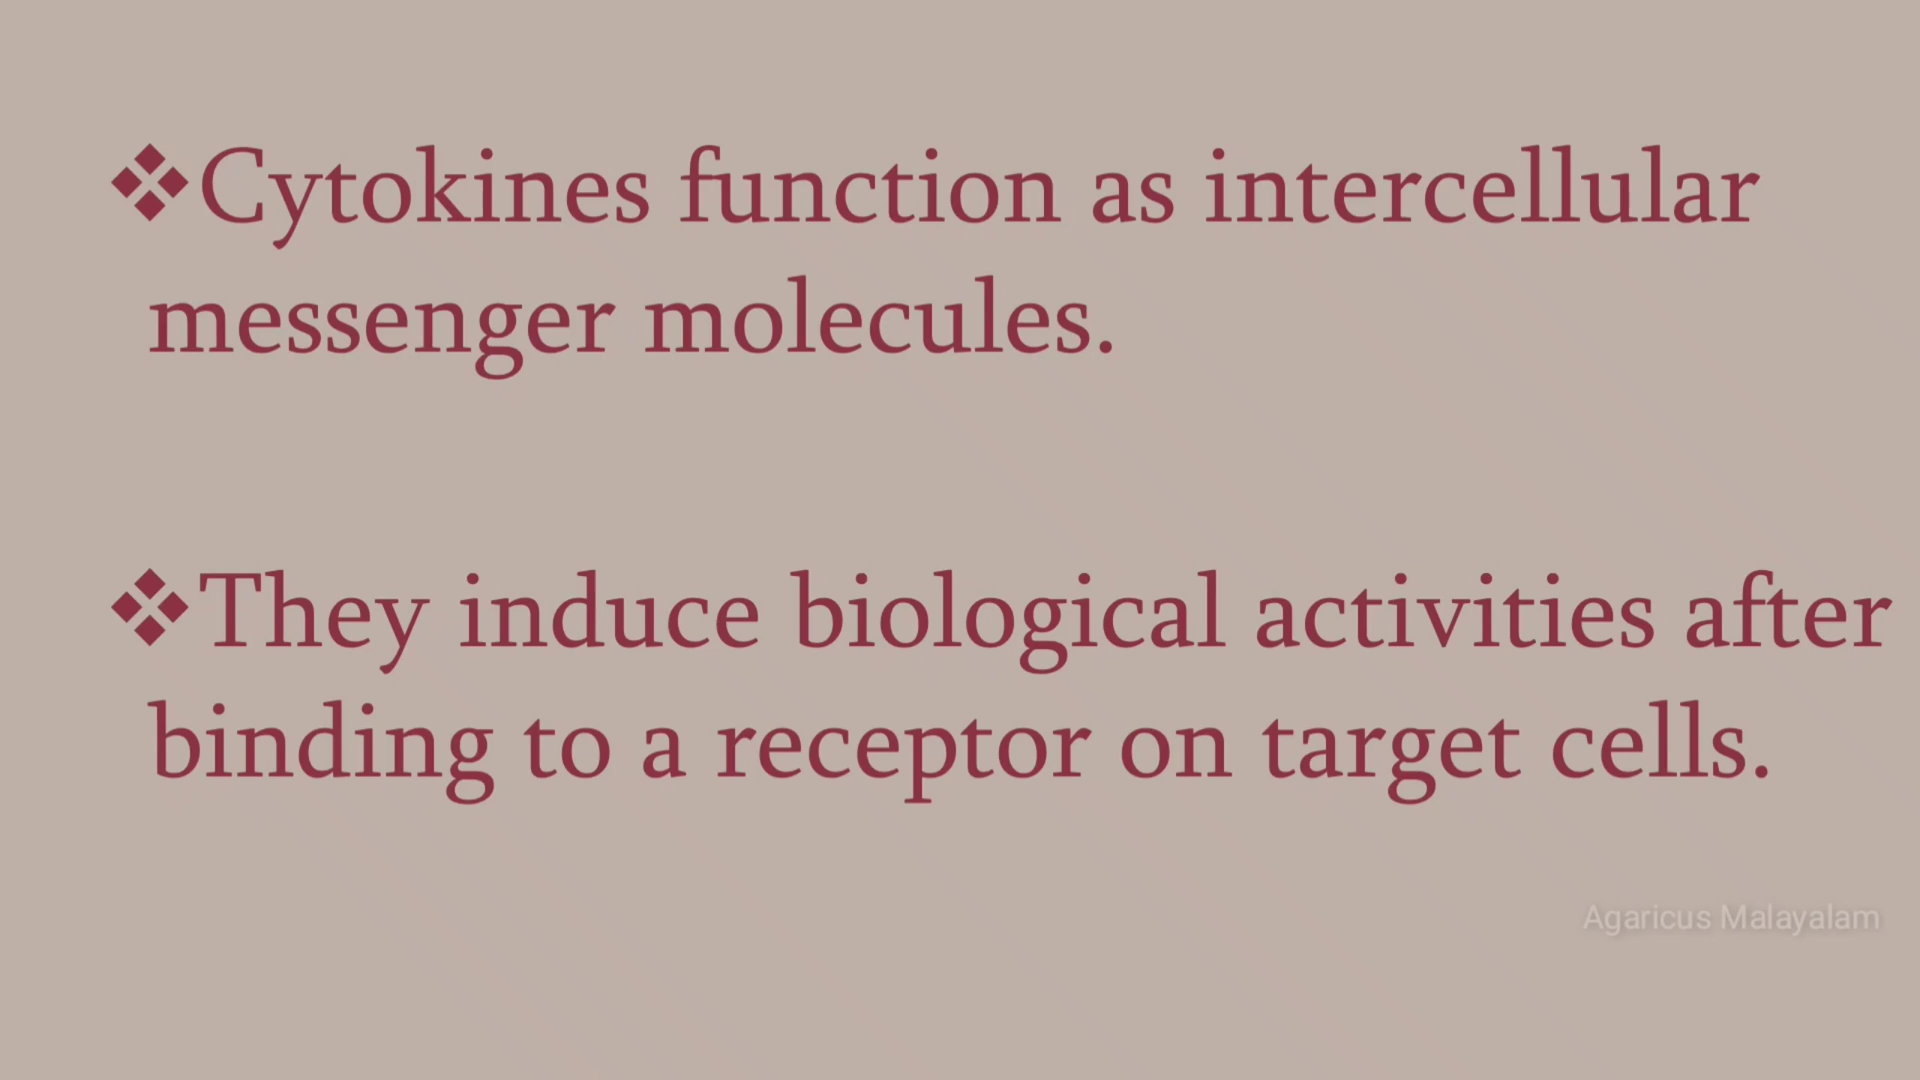 ❖Cytokines function as intercellular
messenger molecules.
❖They induce biological activities after
binding to a receptor on target cells.
Agaricus Malayalam